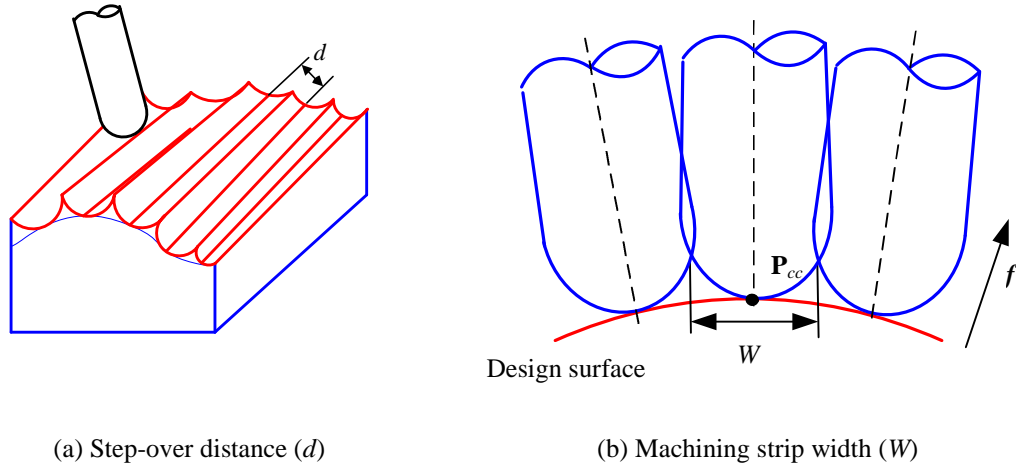 d
P_cc
f
W
Design surface
(a) Step-over distance (d)
(b) Machining strip width (W)